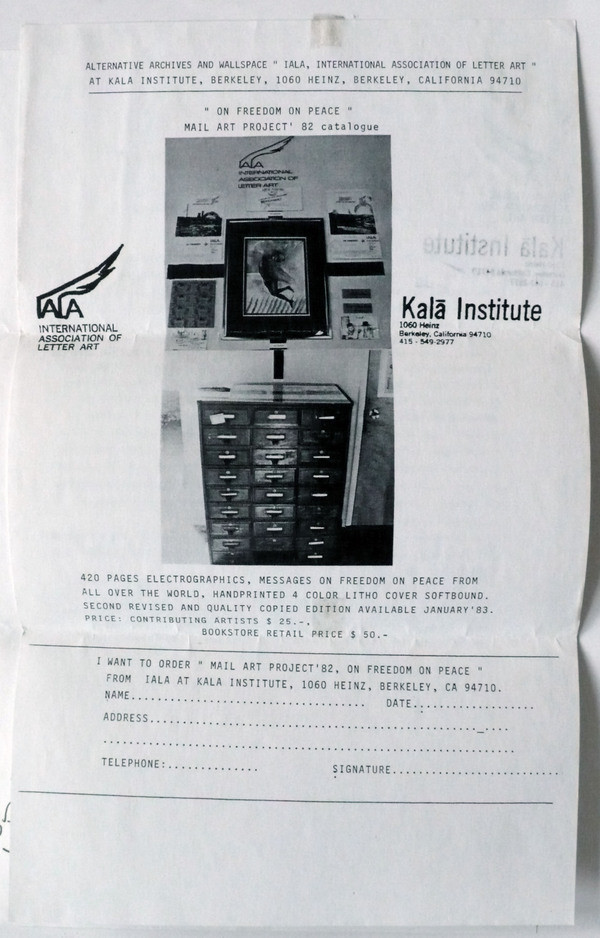 ALTERNATIVE ARCHIVES AND WALLSPACE " IALA, INTERNATIONAL ASSOCIATION OF LETTER ART "
AT KALA INSTITUTE, BERKELEY, 1060 HEINZ, BERKELEY, CALIFORNIA 94710
" ON FREEDOM ON PEACE "
MAIL ART PROJECT' 82 catalogue
IALA
INTERNATIONAL
ASSOCIATION OF
LETTER ART
IALA
INTERNATIONAL
ASSOCIATION OF
LETTER ART
Kalā Institute
1060 Heinz
Berkeley, California 94710
415 - 549-2977
420 PAGES ELECTROGRAPHICS, MESSAGES ON FREEDOM ON PEACE FROM
ALL OVER THE WORLD, HANDPRINTED 4 COLOR LITHO COVER SOFTBOUND.
SECOND REVISED AND QUALITY COPIED EDITION AVAILABLE JANUARY'83.
PRICE: CONTRIBUTING ARTISTS $ 25.-,
BOOKSTORE RETAIL PRICE $ 50.-
I WANT TO ORDER " MAIL ART PROJECT'82, ON FREEDOM ON PEACE "
FROM IALA AT KALA INSTITUTE, 1060 HEINZ, BERKELEY, CA 94710.
NAME.................................... DATE..................
ADDRESS......................................................
...............................................................
TELEPHONE:.............. SIGNATURE.........................